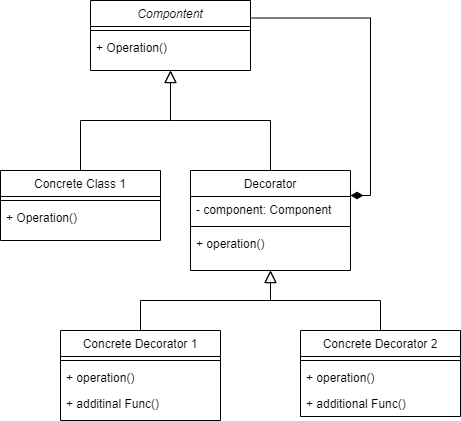 Compontent
+ Operation()
Concrete Class 1
+ Operation()
Decorator
- component: Component
+ operation()
Concrete Decorator 1
+ operation()
+ additinal Func()
Concrete Decorator 2
+ operation()
+ additional Func()